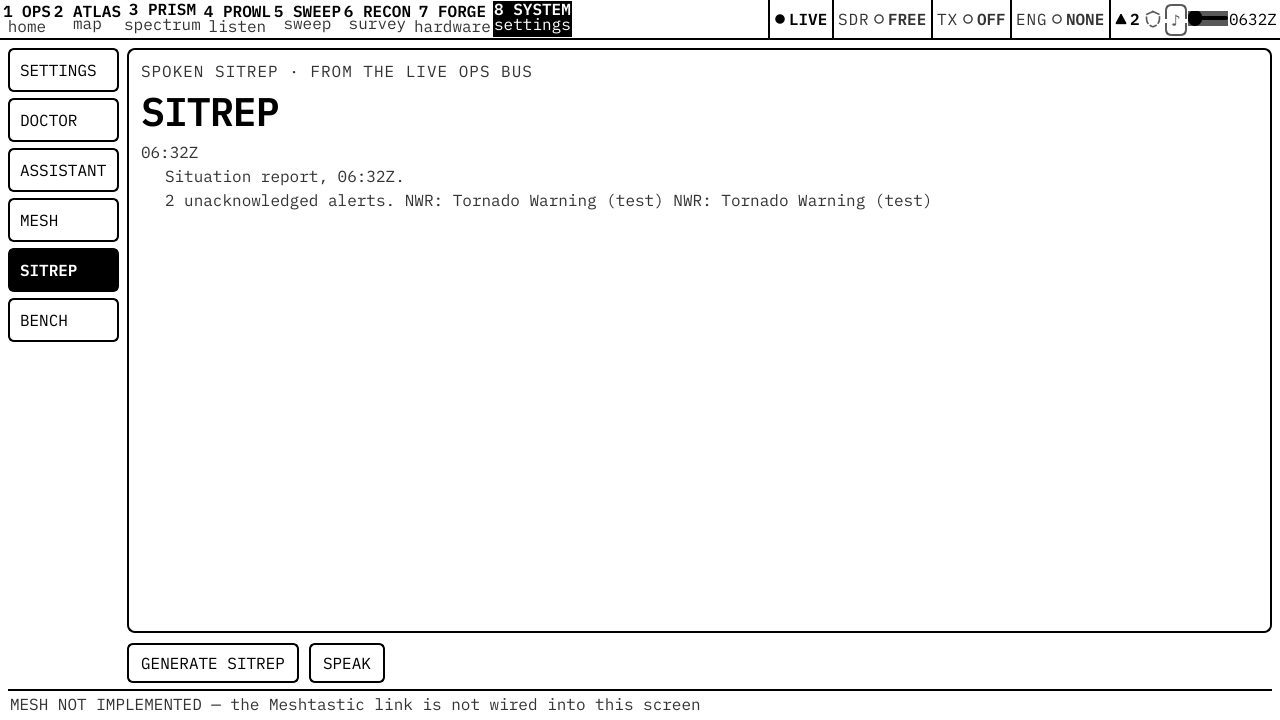 1 OPS 2 ATLAS 3 PRISM 4 PROWL 5 SWEEP 6 RECON 7 FORGE 8 SYSTEM
home map spectrum listen sweep survey hardware settings
● LIVE SDR ○ FREE TX ○ OFF ENG ○ NONE ▲ 2 ♪ 0632Z
SETTINGS
DOCTOR
ASSISTANT
MESH
SITREP
BENCH
SPOKEN SITREP · FROM THE LIVE OPS BUS
SITREP
06:32Z
Situation report, 06:32Z.
2 unacknowledged alerts. NWR: Tornado Warning (test) NWR: Tornado Warning (test)
GENERATE SITREP
SPEAK
MESH NOT IMPLEMENTED — the Meshtastic link is not wired into this screen